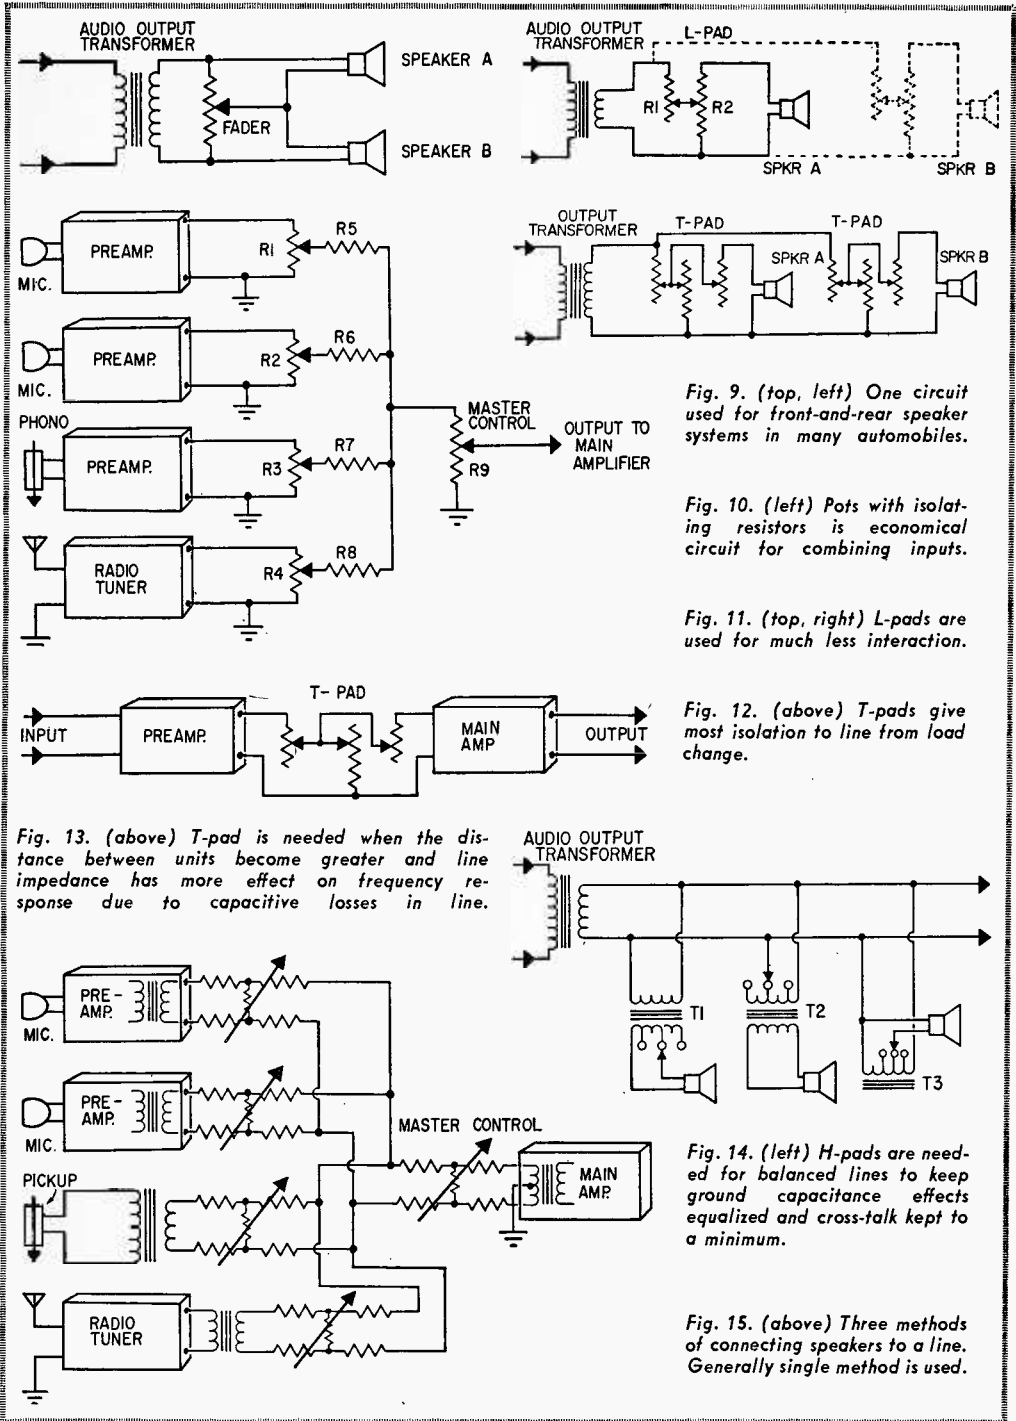 AUDIO OUTPUT
TRANSFORMER
SPEAKER A
FADER
SPEAKER B
AUDIO OUTPUT
TRANSFORMER
L-PAD
R1
R2
SPKR A
SPKR B
PREAMP.
MIC.
R1
R5
PREAMP.
MIC.
R2
R6
PHONO
PREAMP.
R3
R7
RADIO
TUNER
R4
R8
MASTER
CONTROL
R9
OUTPUT TO
MAIN
AMPLIFIER
OUTPUT
TRANSFORMER
T-PAD
T-PAD
SPKR A
SPKR B
Fig. 9. (top, left) One circuit
used for front-and-rear speaker
systems in many automobiles.
Fig. 10. (left) Pots with isolat-
ing resistors is economical
circuit for combining inputs.
Fig. 11. (top, right) L-pads are
used for much less interaction.
INPUT
PREAMP.
T- PAD
MAIN
AMP
OUTPUT
Fig. 12. (above) T-pads give
most isolation to line from load
change.
Fig. 13. (above) T-pad is needed when the dis-
tance between units become greater and line
impedance has more effect on frequency re-
sponse due to capacitive losses in line.
AUDIO OUTPUT
TRANSFORMER
T1
T2
T3
PRE-
AMP.
MIC.
PRE-
AMP.
MIC.
PICKUP
RADIO
TUNER
MASTER CONTROL
MAIN
AMP.
Fig. 14. (left) H-pads are need-
ed for balanced lines to keep
ground capacitance effects
equalized and cross-talk kept to
a minimum.
Fig. 15. (above) Three methods
of connecting speakers to a line.
Generally single method is used.